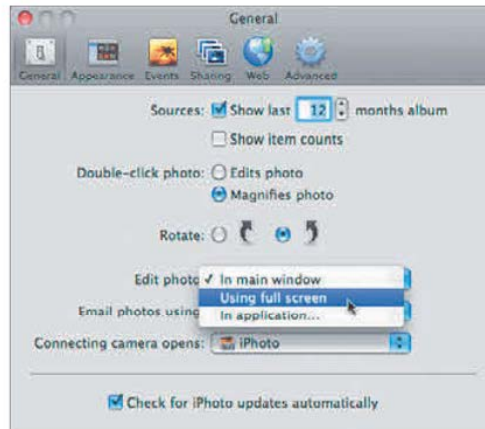 General
General Appearance Events Sharing Web Advanced
Sources: Show last 12 months album
Show item counts
Double-click photo: Edits photo
Magnifies photo
Rotate:
Edit photo ✓ In main window
Using full screen
Email photos using
In application...
Connecting camera opens: iPhoto
Check for iPhoto updates automatically